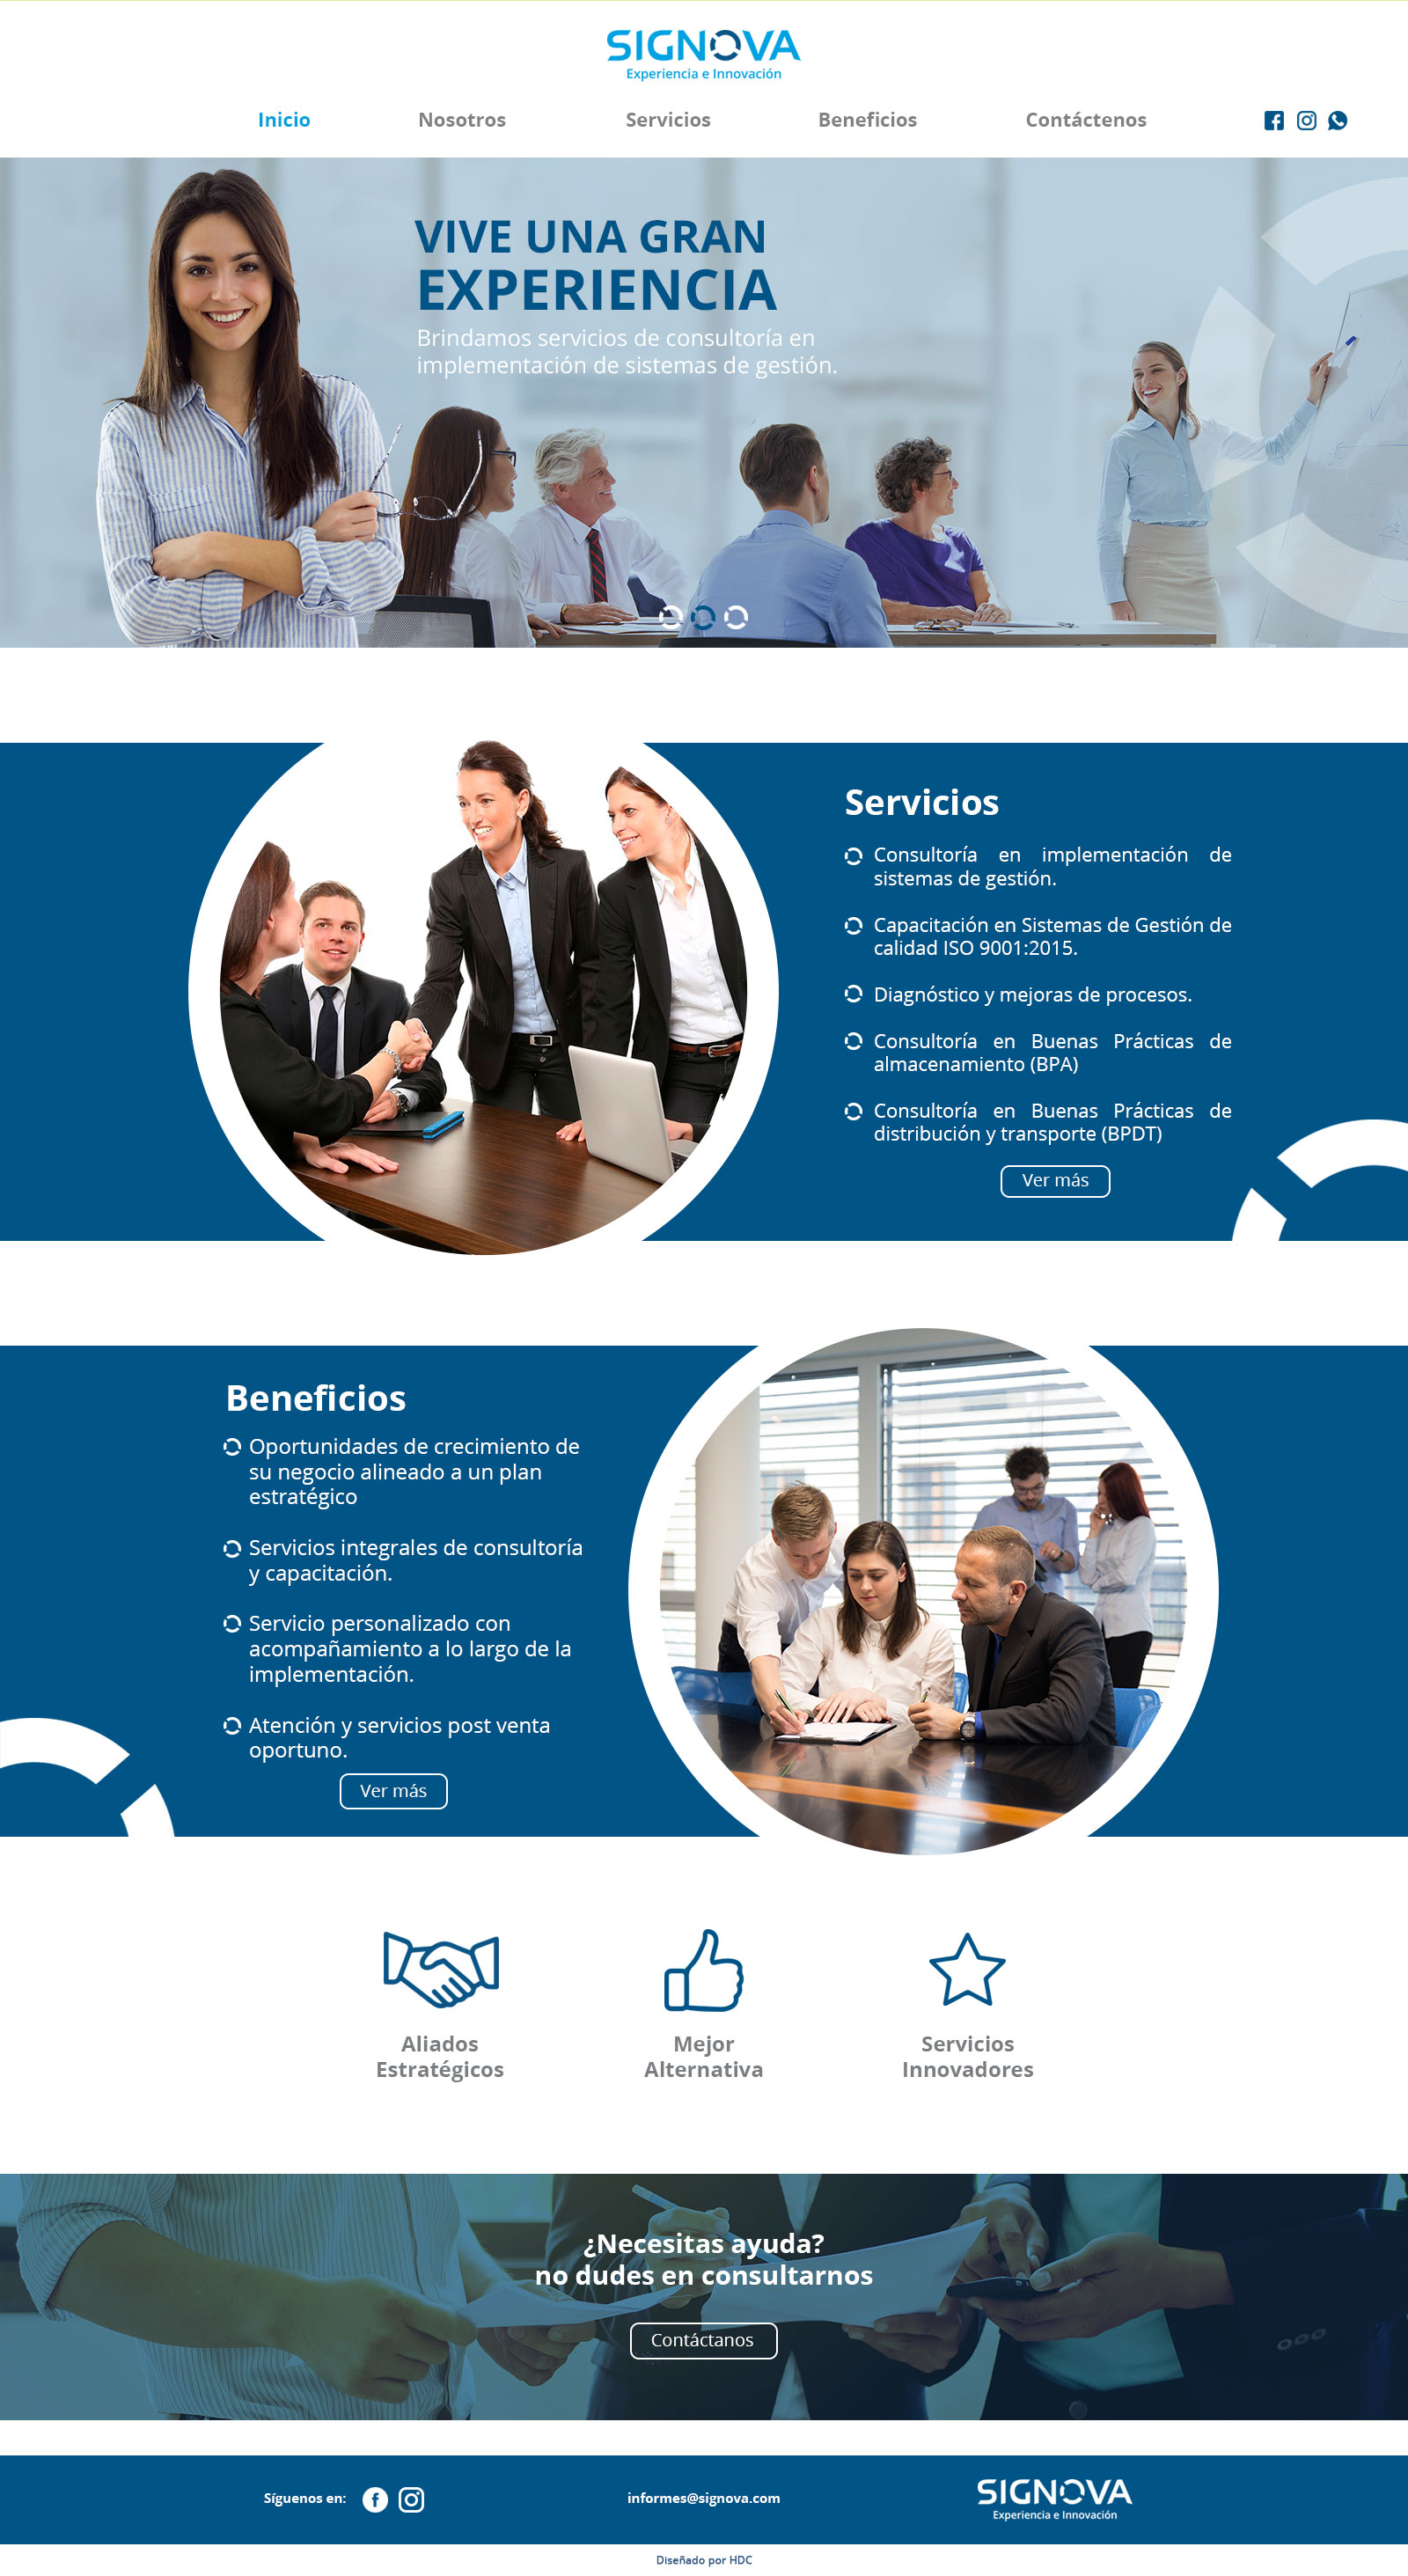 SIGNOVA
Experiencia e Innovación
Inicio Nosotros Servicios Beneficios Contáctenos
VIVE UNA GRAN
EXPERIENCIA
Brindamos servicios de consultoría en
implementación de sistemas de gestión.
Servicios
Consultoría en implementación de
sistemas de gestión.
Capacitación en Sistemas de Gestión de
calidad ISO 9001:2015.
Diagnóstico y mejoras de procesos.
Consultoría en Buenas Prácticas de
almacenamiento (BPA)
Consultoría en Buenas Prácticas de
distribución y transporte (BPDT)
Ver más
Beneficios
Oportunidades de crecimiento de
su negocio alineado a un plan
estratégico
Servicios integrales de consultoría
y capacitación.
Servicio personalizado con
acompañamiento a lo largo de la
implementación.
Atención y servicios post venta
oportuno.
Ver más
Aliados
Estratégicos
Mejor
Alternativa
Servicios
Innovadores
¿Necesitas ayuda?
no dudes en consultarnos
Contáctanos
Síguenos en:
informes@signova.com
SIGNOVA
Experiencia e Innovación
Diseñado por HDC